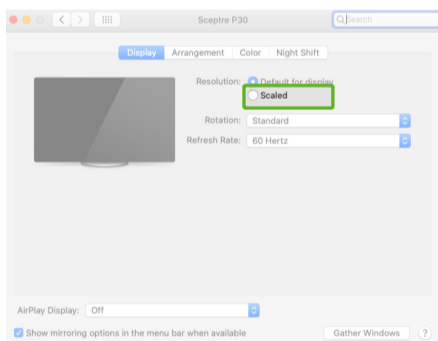 Sceptre P30
Search
Display Arrangement Color Night Shift
Resolution: Default for display
Scaled
Rotation: Standard
Refresh Rate: 60 Hertz
AirPlay Display: Off
Show mirroring options in the menu bar when available Gather Windows ?